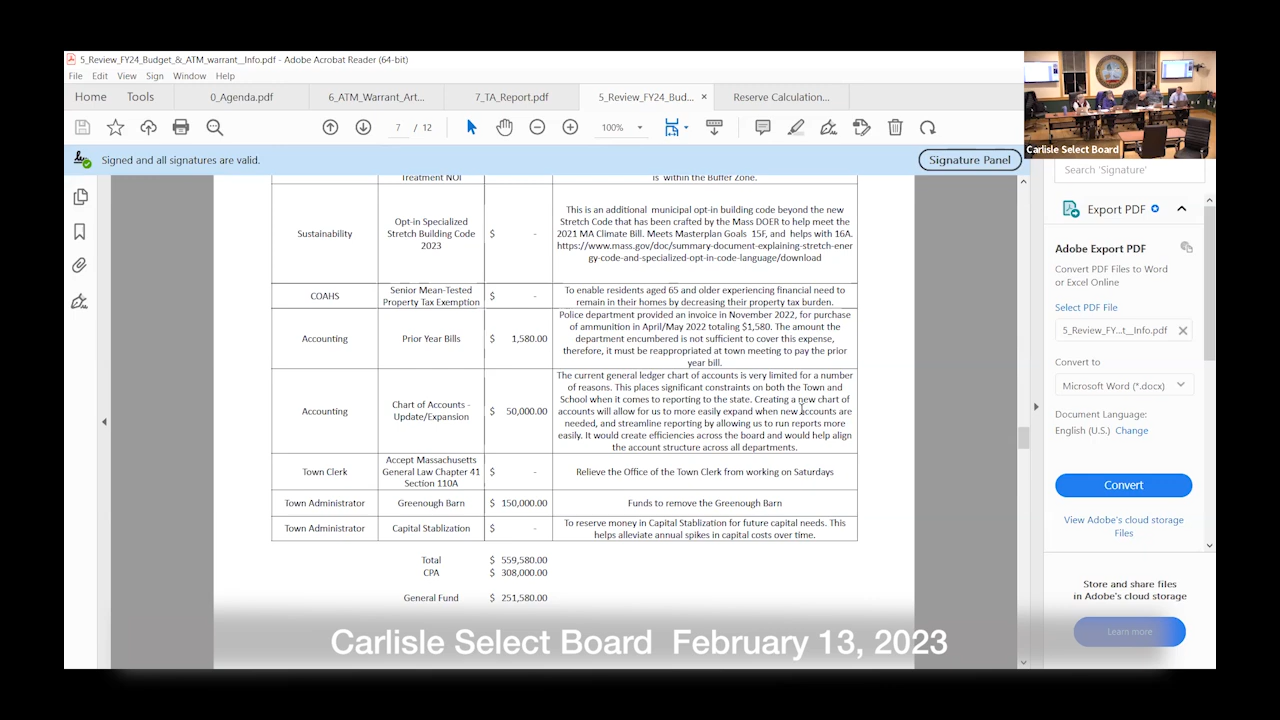 5_Review_FY24_Budget_&_ATM_warrant__Info.pdf - Adobe Acrobat Reader (64-bit)
File Edit View Sign Window Help
Home Tools 0_Agenda.pdf 4_ATM_Warrant_Art... 7_TA_Report.pdf 5_Review_FY24_Bud... × Reserve Calculation...
7 / 12 100%
Carlisle Select Board
Signed and all signatures are valid.
Signature Panel
Search 'Signature'
Treatment NOI is within the Buffer Zone.
Sustainability
Opt-in Specialized
Stretch Building Code
2023
$ -
This is an additional municipal opt-in building code beyond the new
Stretch Code that has been crafted by the Mass DOER to help meet the
2021 MA Climate Bill. Meets Masterplan Goals 15F, and helps with 16A.
https://www.mass.gov/doc/summary-document-explaining-stretch-ener
gy-code-and-specialized-opt-in-code-language/download
COAHS
Senior Mean-Tested
Property Tax Exemption
$ -
To enable residents aged 65 and older experiencing financial need to
remain in their homes by decreasing their property tax burden.
Accounting
Prior Year Bills
$ 1,580.00
Police department provided an invoice in November 2022, for purchase
of ammunition in April/May 2022 totaling $1,580. The amount the
department encumbered is not sufficient to cover this expense,
therefore, it must be reappropriated at town meeting to pay the prior
year bill.
Accounting
Chart of Accounts -
Update/Expansion
$ 50,000.00
The current general ledger chart of accounts is very limited for a number
of reasons. This places significant constraints on both the Town and
School when it comes to reporting to the state. Creating a new chart of
accounts will allow for us to more easily expand when new accounts are
needed, and streamline reporting by allowing us to run reports more
easily. It would create efficiencies across the board and would help align
the account structure across all departments.
Town Clerk
Accept Massachusetts
General Law Chapter 41
Section 110A
$ -
Relieve the Office of the Town Clerk from working on Saturdays
Town Administrator
Greenough Barn
$ 150,000.00
Funds to remove the Greenough Barn
Town Administrator
Capital Stablization
$ -
To reserve money in Capital Stablization for future capital needs. This
helps alleviate annual spikes in capital costs over time.
Total $ 559,580.00
CPA $ 308,000.00
General Fund $ 251,580.00
Export PDF
Adobe Export PDF
Convert PDF Files to Word
or Excel Online
Select PDF File
5_Review_FY...t__Info.pdf
Convert to
Microsoft Word (*.docx)
Document Language:
English (U.S.) Change
Convert
View Adobe's cloud storage
Files
Store and share files
in Adobe's cloud storage
Learn more
Carlisle Select Board February 13, 2023